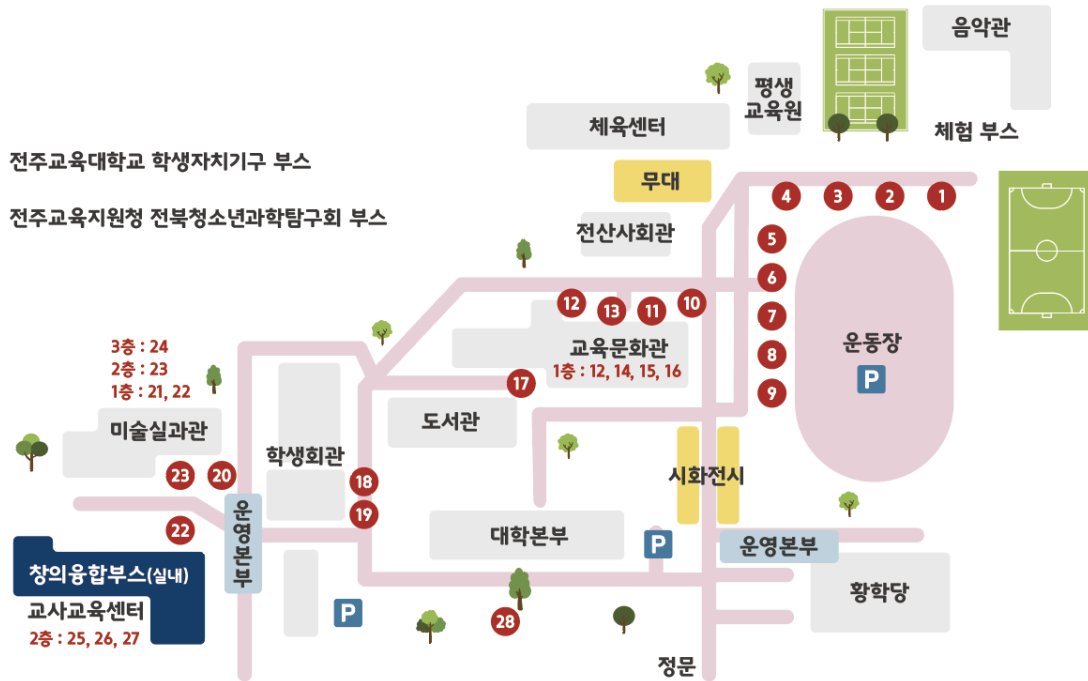 음악관
평생
교육원
체육센터
체험 부스
전주교육대학교 학생자치기구 부스
무대
4
3
2
1
전주교육지원청 전북청소년과학탐구회 부스
전산사회관
5
6
12
13
11
10
7
3층 : 24
교육문화관
운동장
8
2층 : 23
1층 : 12, 14, 15, 16
P
1층 : 21, 22
17
9
미술실과관
도서관
학생회관
23
20
18
시화전시
19
운영본부
22
대학본부
P
운영본부
창의융합부스(실내)
황학당
교사교육센터
P
28
2층 : 25, 26, 27
정문